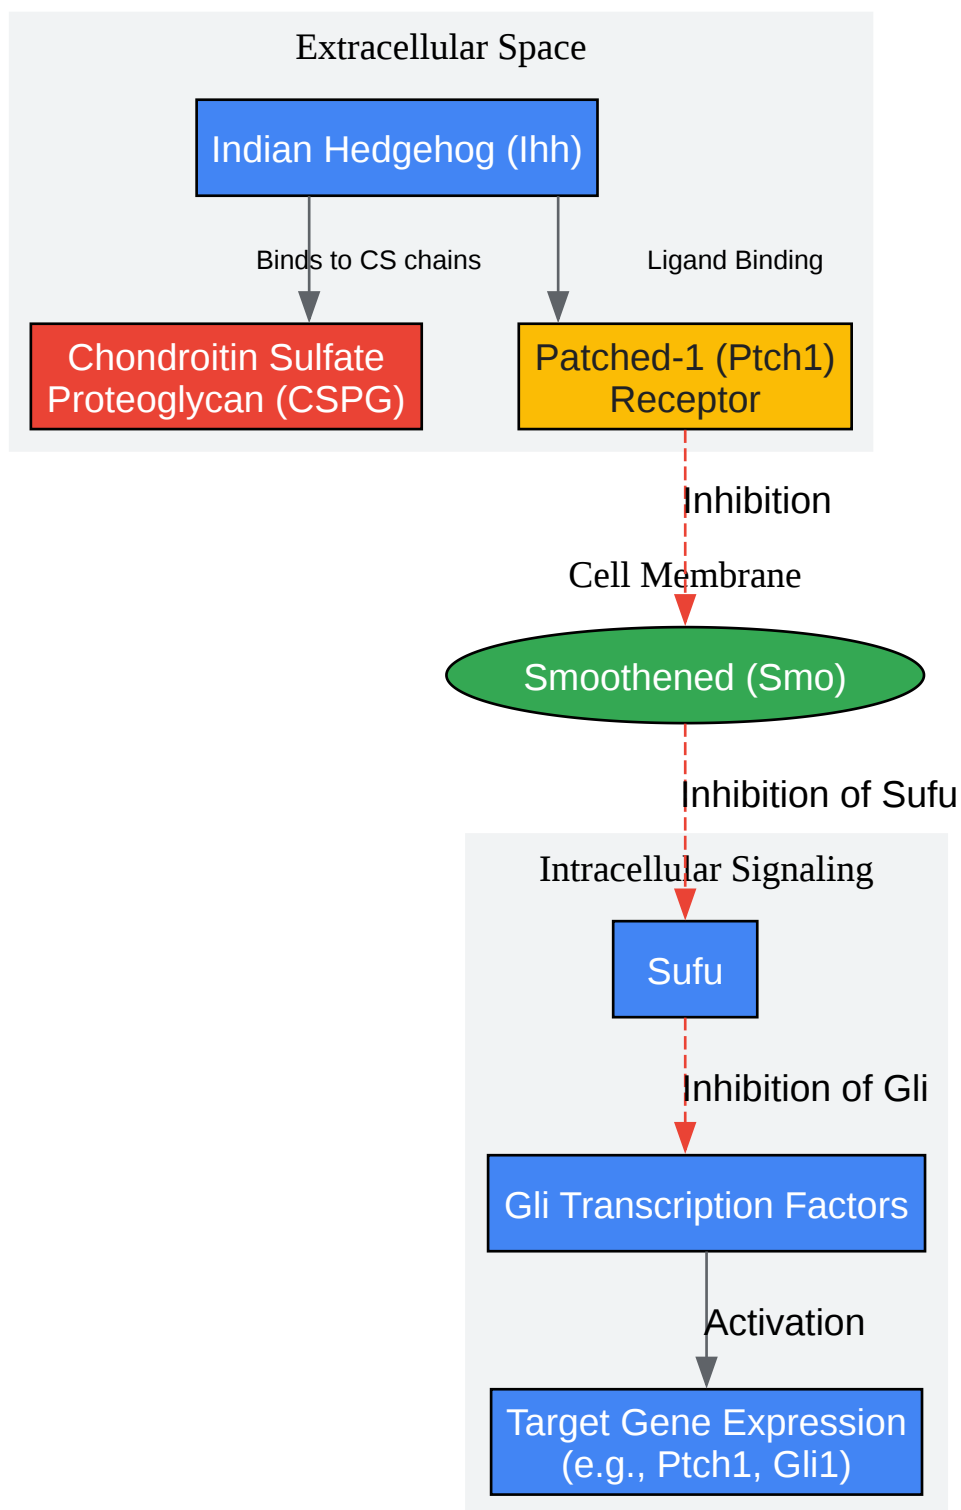 Extracellular Space
Indian Hedgehog (Ihh)
Binds to CS chains
Ligand Binding
Chondroitin Sulfate
Proteoglycan (CSPG)
Patched-1 (Ptch1)
Receptor
Inhibition
Cell Membrane
Smoothened (Smo)
Inhibition of Sufu
Intracellular Signaling
Sufu
Inhibition of Gli
Gli Transcription Factors
Activation
Target Gene Expression
(e.g., Ptch1, Gli1)